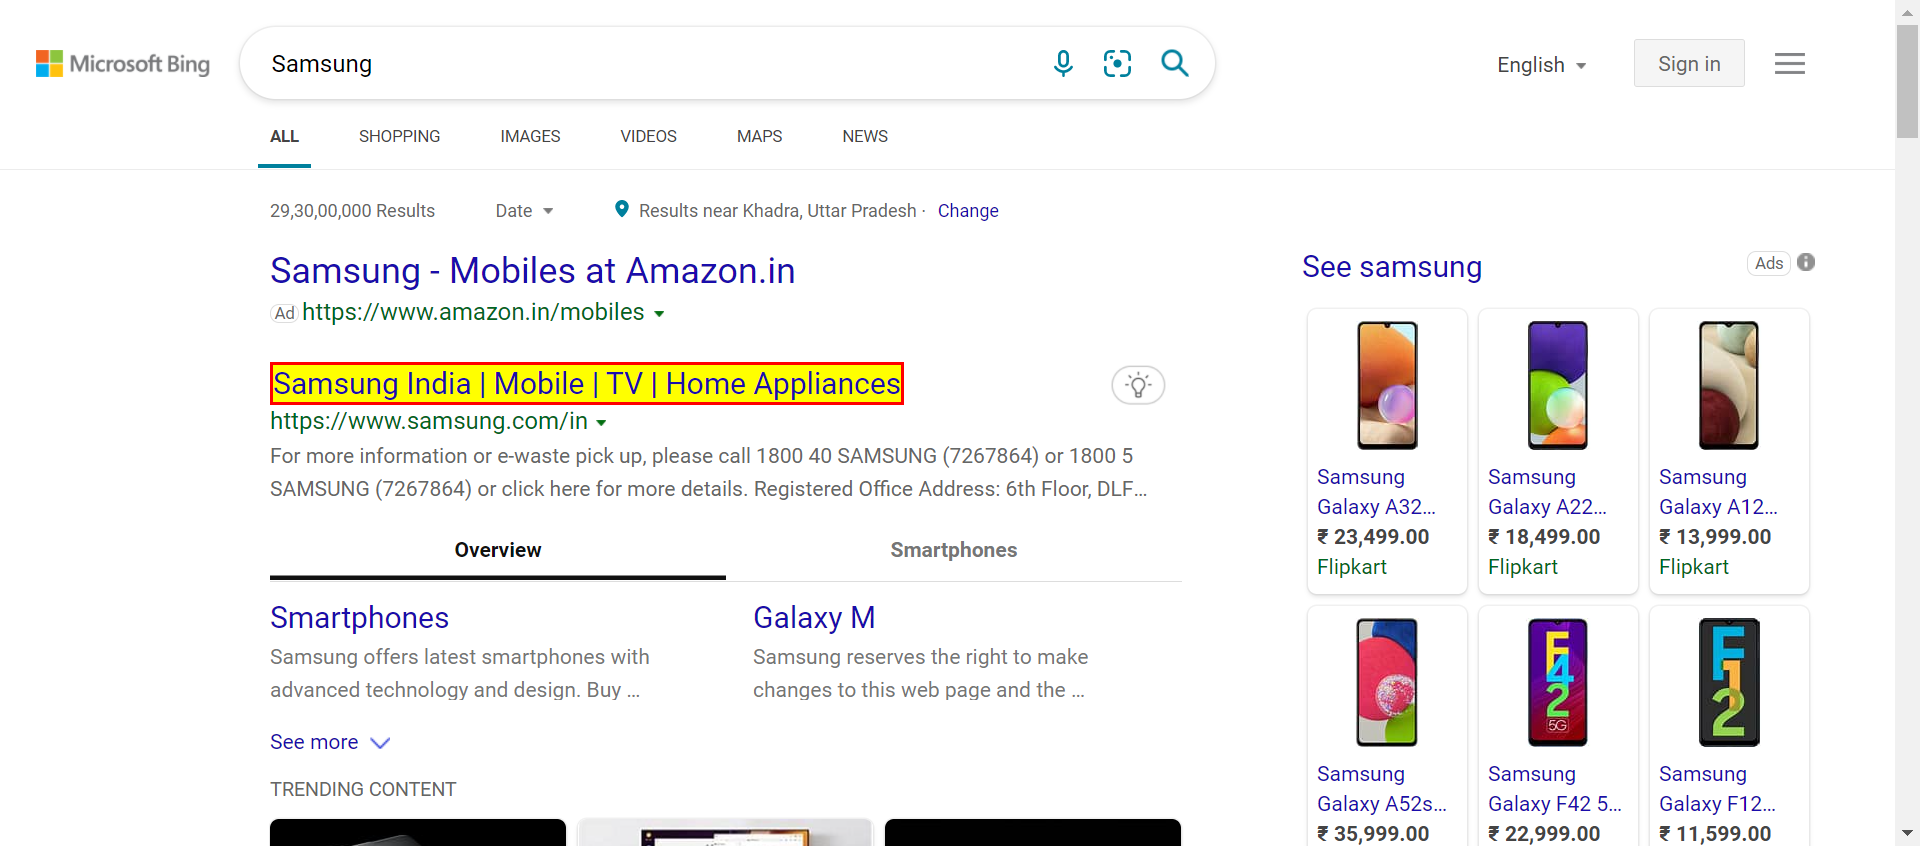 Microsoft Bing
Samsung
English
Sign in
ALL
SHOPPING
IMAGES
VIDEOS
MAPS
NEWS
29,30,00,000 Results
Date
Results near Khadra, Uttar Pradesh · Change
Samsung - Mobiles at Amazon.in
Ad https://www.amazon.in/mobiles
Samsung India | Mobile | TV | Home Appliances
https://www.samsung.com/in
For more information or e-waste pick up, please call 1800 40 SAMSUNG (7267864) or 1800 5
SAMSUNG (7267864) or click here for more details. Registered Office Address: 6th Floor, DLF...
Overview
Smartphones
Smartphones
Samsung offers latest smartphones with
advanced technology and design. Buy ...
Galaxy M
Samsung reserves the right to make
changes to this web page and the ...
See more
TRENDING CONTENT
See samsung
Ads
Samsung
Galaxy A32...
₹ 23,499.00
Flipkart
Samsung
Galaxy A22...
₹ 18,499.00
Flipkart
Samsung
Galaxy A12...
₹ 13,999.00
Flipkart
Samsung
Galaxy A52s...
₹ 35,999.00
F42
5G
Samsung
Galaxy F42 5...
₹ 22,999.00
F12
Samsung
Galaxy F12...
₹ 11,599.00